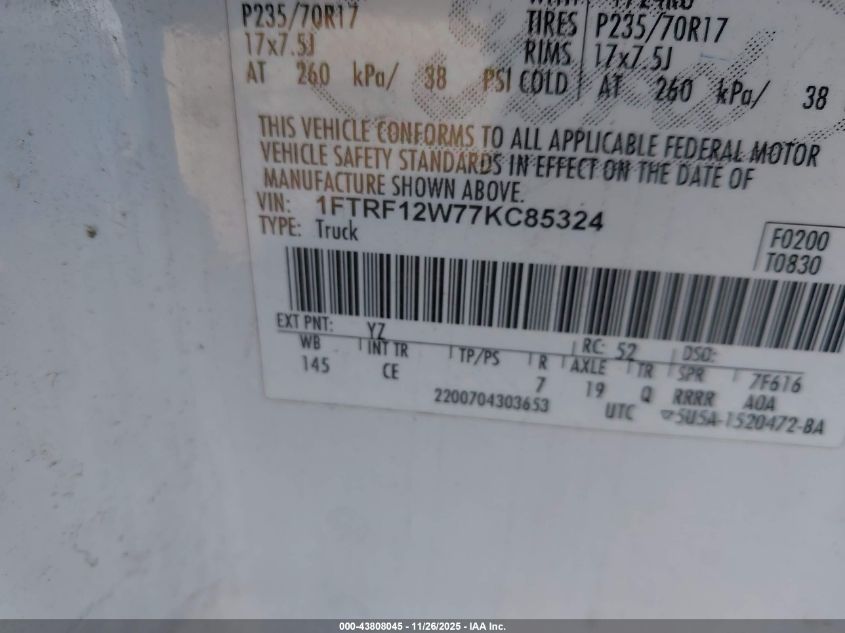 P235/70R17
TIRES P235/70R17
17x7.5J
RIMS 17x7.5J
AT 260 kPa/ 38 PSI COLD AT 260 kPa/ 38
THIS VEHICLE CONFORMS TO ALL APPLICABLE FEDERAL MOTOR
VEHICLE SAFETY STANDARDS IN EFFECT ON THE DATE OF
MANUFACTURE SHOWN ABOVE.
VIN: 1FTRF12W77KC85324
TYPE: Truck
F0200
T0830
EXT PNT: YZ RC: 52 DSO:
WB INT TR TP/PS R AXLE TR SPR 7F616
145 CE 7 19 Q RRRR A0A
2200704303653 UTC ▽5U5A-1520472-BA
000-43808045 - 11/26/2025 - IAA Inc.